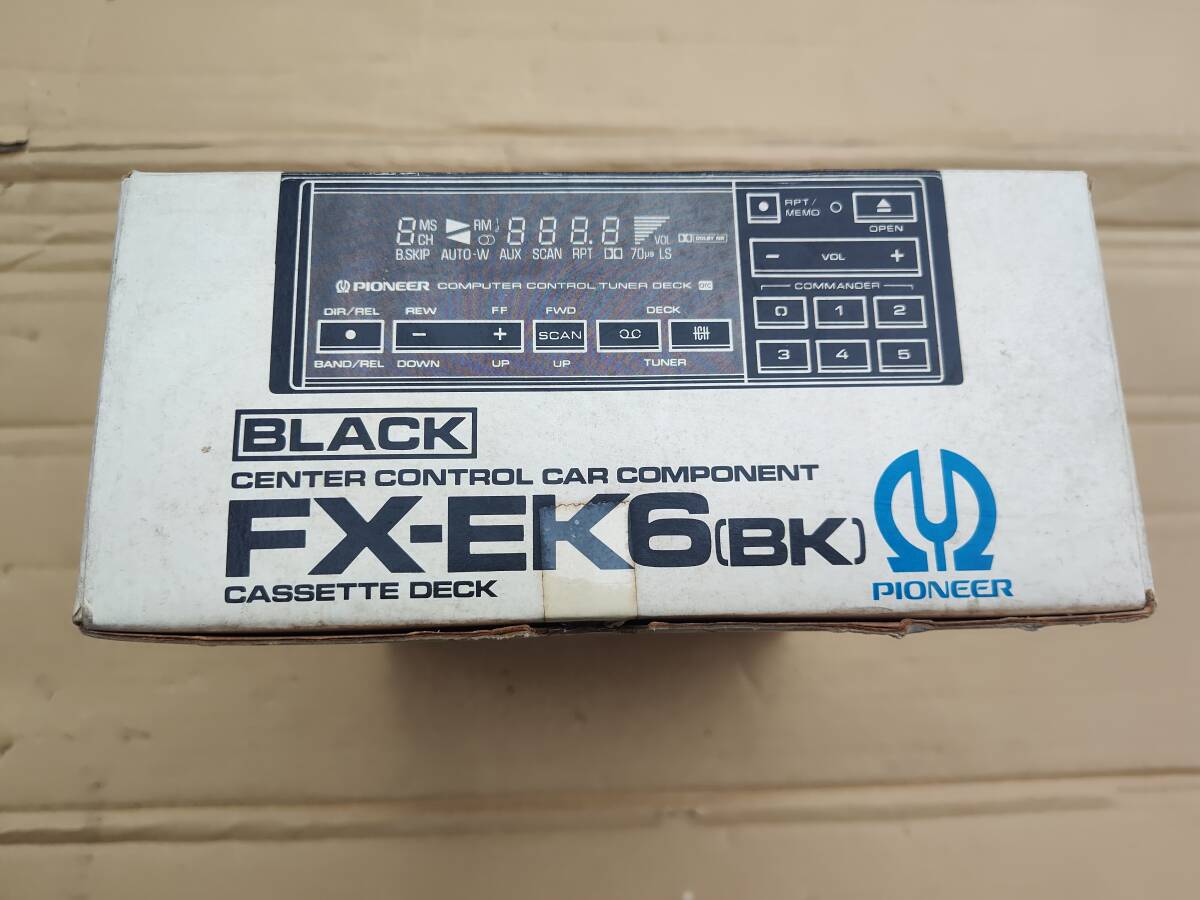 8 MS AM 888.8 RPT/MEMO
CH VOL DOLBY NR OPEN
B.SKIP AUTO-W AUX SCAN RPT 70μs LS
− VOL +
PIONEER COMPUTER CONTROL TUNER DECK arc
COMMANDER
DIR/REL REW FF FWD DECK
0 1 2
− + SCAN
3 4 5
BAND/REL DOWN UP UP TUNER
BLACK
CENTER CONTROL CAR COMPONENT
FX-EK6(BK)
CASSETTE DECK
PIONEER